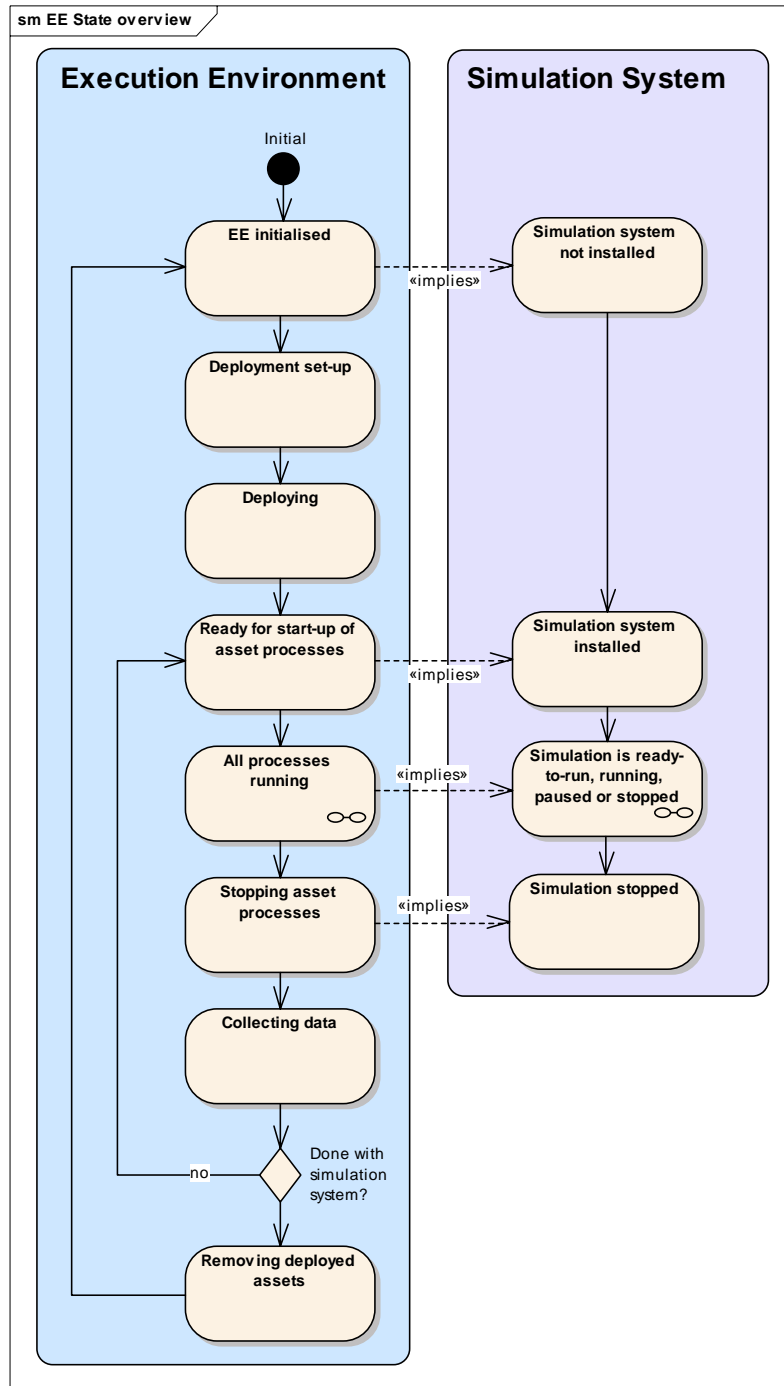 sm EE State overview
Execution Environment
Simulation System
Initial
EE initialised
«implies»
Simulation system
not installed
Deployment set-up
Deploying
Ready for start-up of
asset processes
«implies»
Simulation system
installed
All processes
running
«implies»
Simulation is ready-
to-run, running,
paused or stopped
Stopping asset
processes
«implies»
Simulation stopped
Collecting data
no
Done with
simulation
system?
Removing deployed
assets